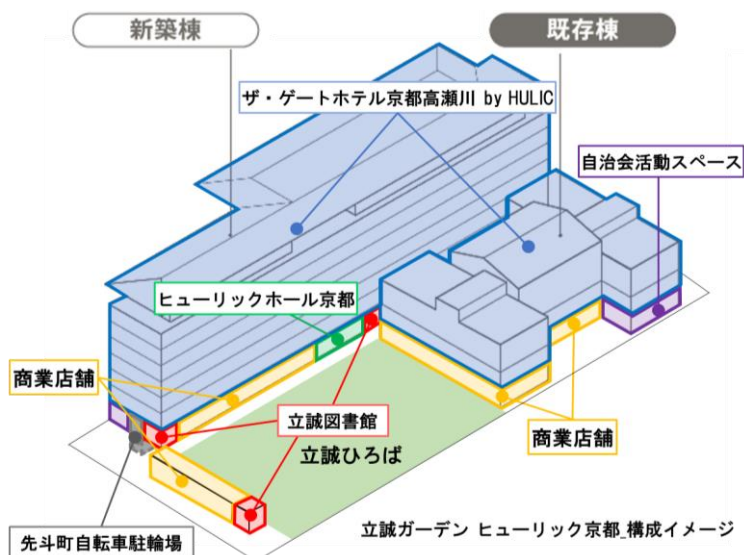 新築棟
既存棟
ザ・ゲートホテル京都高瀬川 by HULIC
自治会活動スペース
ヒューリックホール京都
商業店舗
立誠図書館
商業店舗
立誠ひろば
先斗町自転車駐輪場
立誠ガーデン ヒューリック京都_構成イメージ